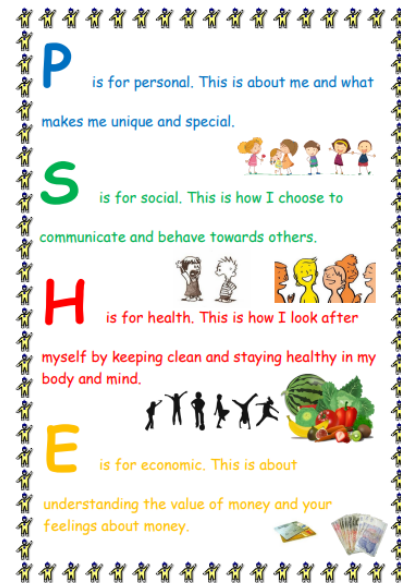 P is for personal. This is about me and what
makes me unique and special.
S is for social. This is how I choose to
communicate and behave towards others.
H is for health. This is how I look after
myself by keeping clean and staying healthy in my
body and mind.
E is for economic. This is about
understanding the value of money and your
feelings about money.